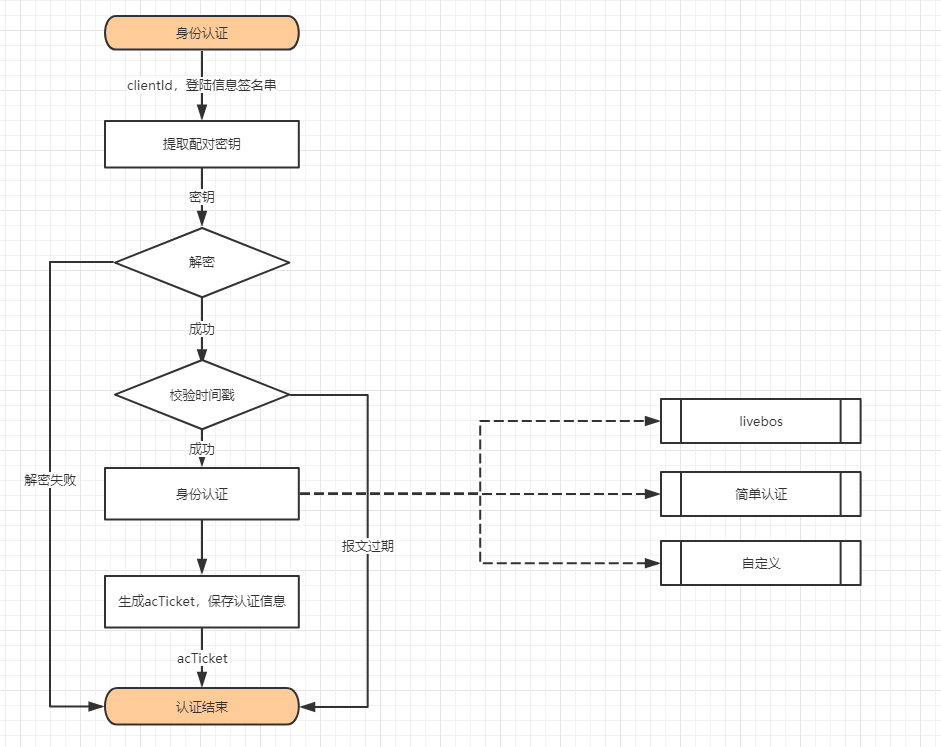 身份认证
clientId，登陆信息签名串
提取配对密钥
密钥
解密
成功
校验时间戳
livebos
成功
解密失败
身份认证
简单认证
报文过期
自定义
生成acTicket，保存认证信息
acTicket
认证结束